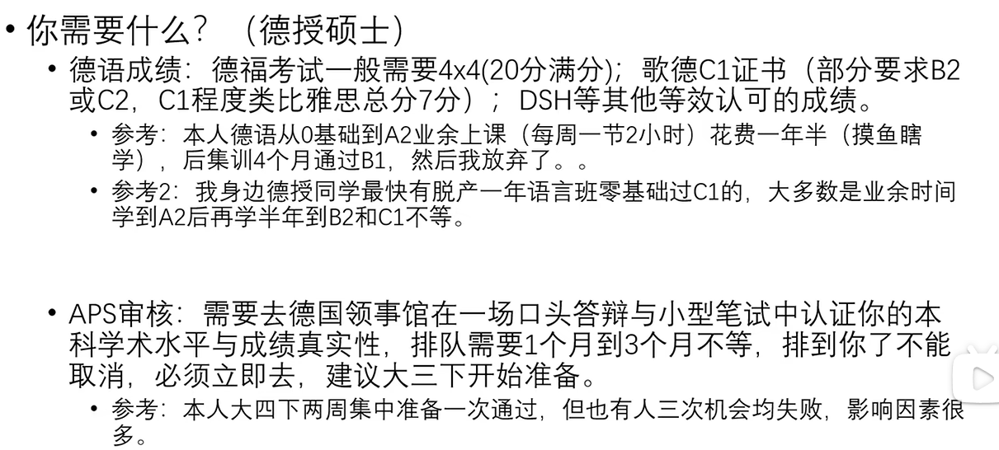 • 你需要什么？（德授硕士）
• 德语成绩：德福考试一般需要4x4(20分满分)；歌德C1证书（部分要求B2
或C2，C1程度类比雅思总分7分）；DSH等其他等效认可的成绩。
• 参考：本人德语从0基础到A2业余上课（每周一节2小时）花费一年半（摸鱼瞎
学），后集训4个月通过B1，然后我放弃了。。
• 参考2：我身边德授同学最快有脱产一年语言班零基础过C1的，大多数是业余时间
学到A2后再学半年到B2和C1不等。
• APS审核：需要去德国领事馆在一场口头答辩与小型笔试中认证你的本
科学术水平与成绩真实性，排队需要1个月到3个月不等，排到你了不能
取消，必须立即去，建议大三下开始准备。
• 参考：本人大四下两周集中准备一次通过，但也有人三次机会均失败，影响因素很
多。